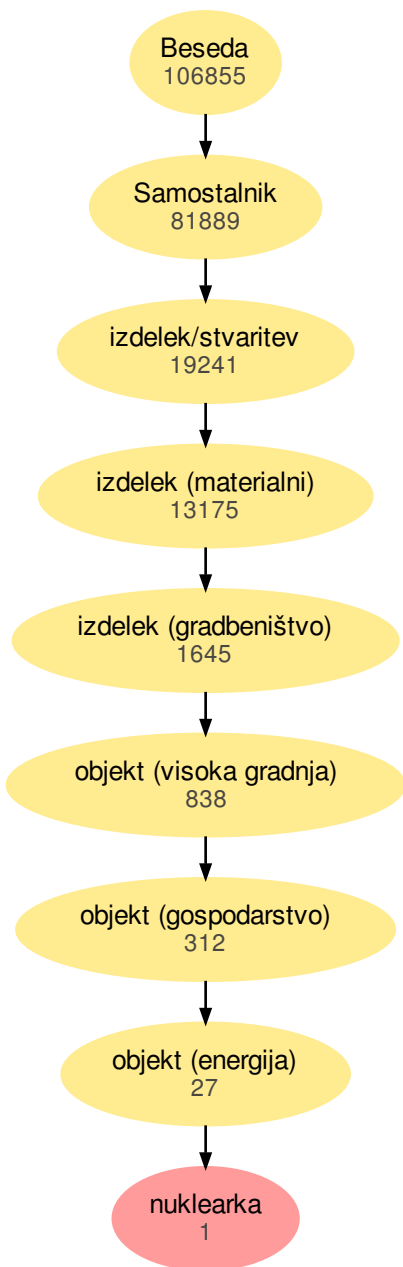 Beseda
106855
Samostalnik
81889
izdelek/stvaritev
19241
izdelek (materialni)
13175
izdelek (gradbeništvo)
1645
objekt (visoka gradnja)
838
objekt (gospodarstvo)
312
objekt (energija)
27
nuklearka
1